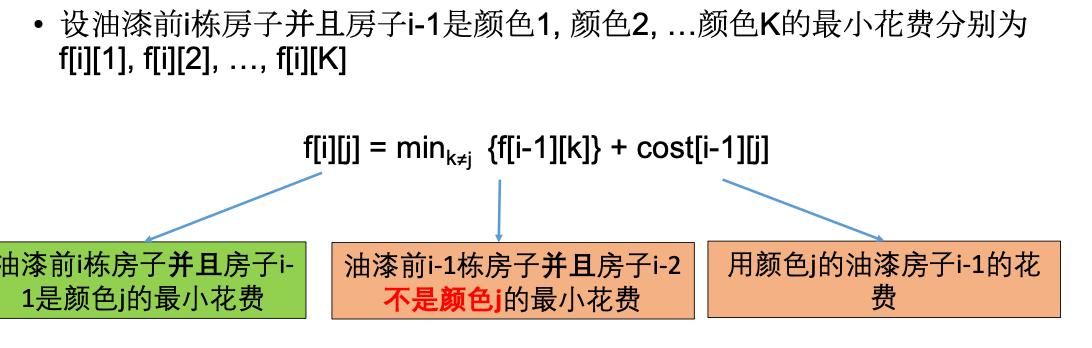 • 设油漆前i栋房子并且房子i-1是颜色1, 颜色2, …颜色K的最小花费分别为
f[i][1], f[i][2], …, f[i][K]
f[i][j] = mink≠j {f[i-1][k]} + cost[i-1][j]
油漆前i栋房子并且房子i-
1是颜色j的最小花费
油漆前i-1栋房子并且房子i-2
不是颜色j的最小花费
用颜色j的油漆房子i-1的花
费